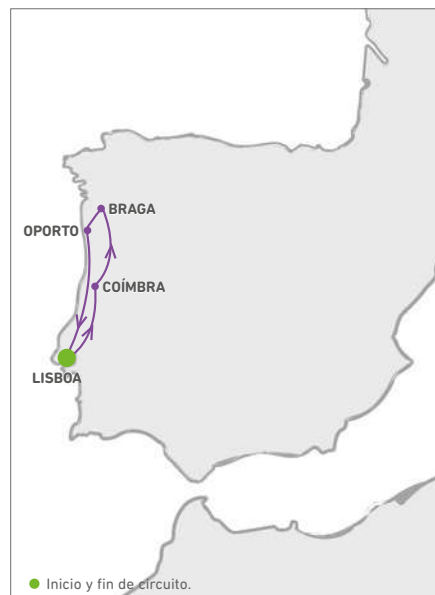 BRAGA
OPORTO
COÍMBRA
LISBOA
Inicio y fin de circuito.